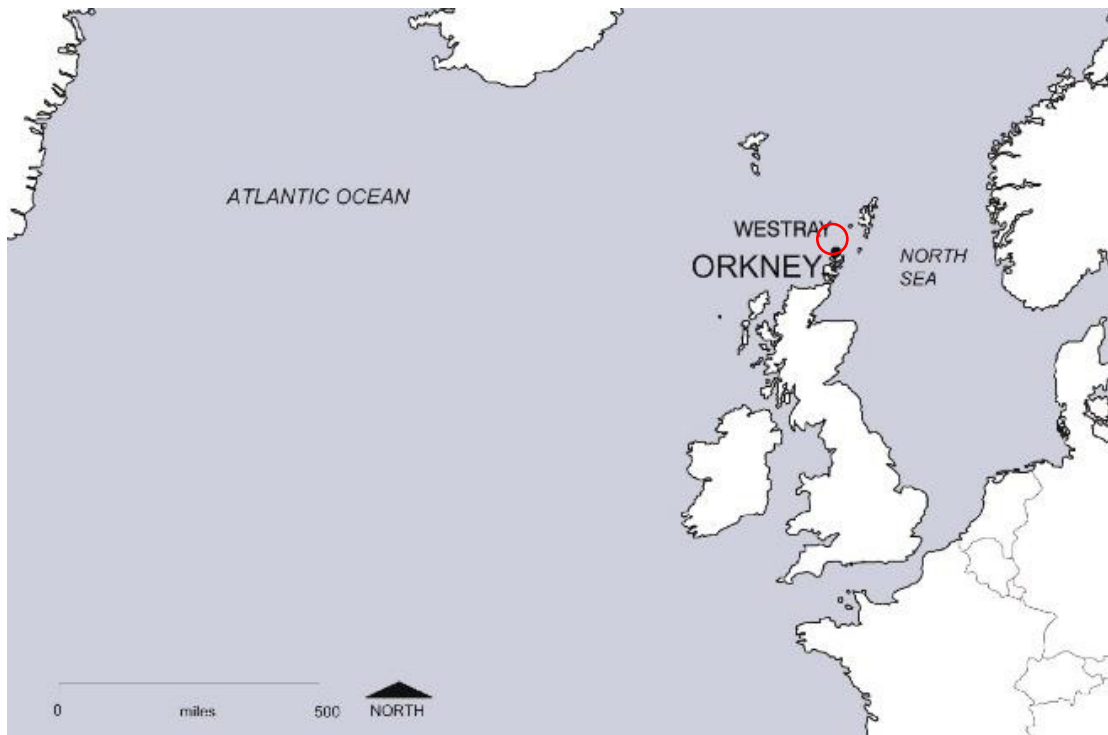 ATLANTIC OCEAN
WESTRAY
ORKNEY
NORTH
SEA
0 miles 500
NORTH